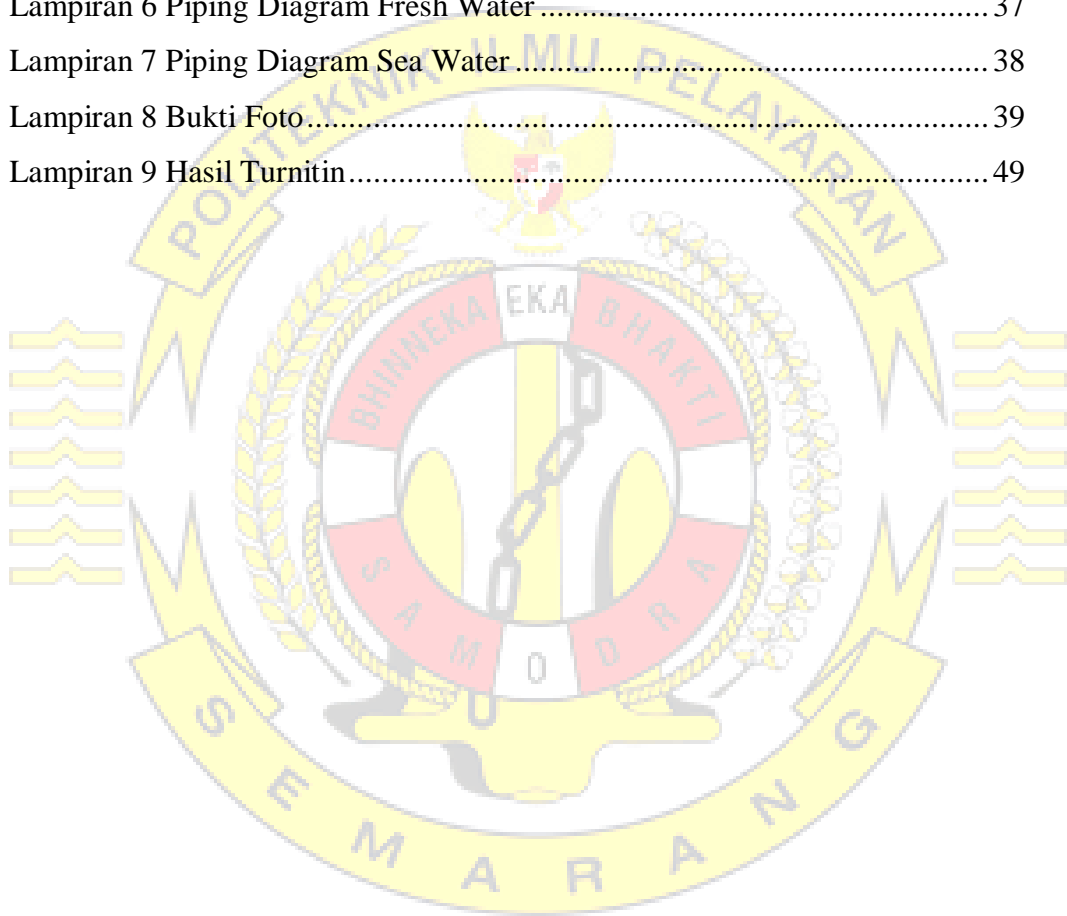 Lampiran 6 Piping Diagram Fresh Water .......... 37
Lampiran 7 Piping Diagram Sea Water .......... 38
Lampiran 8 Bukti Foto .......... 39
Lampiran 9 Hasil Turnitin .......... 49
POLITEKNIK ILMU PELAYARAN
BHINNEKA EKA BHAKTI
SAMODRA
SEMARANG